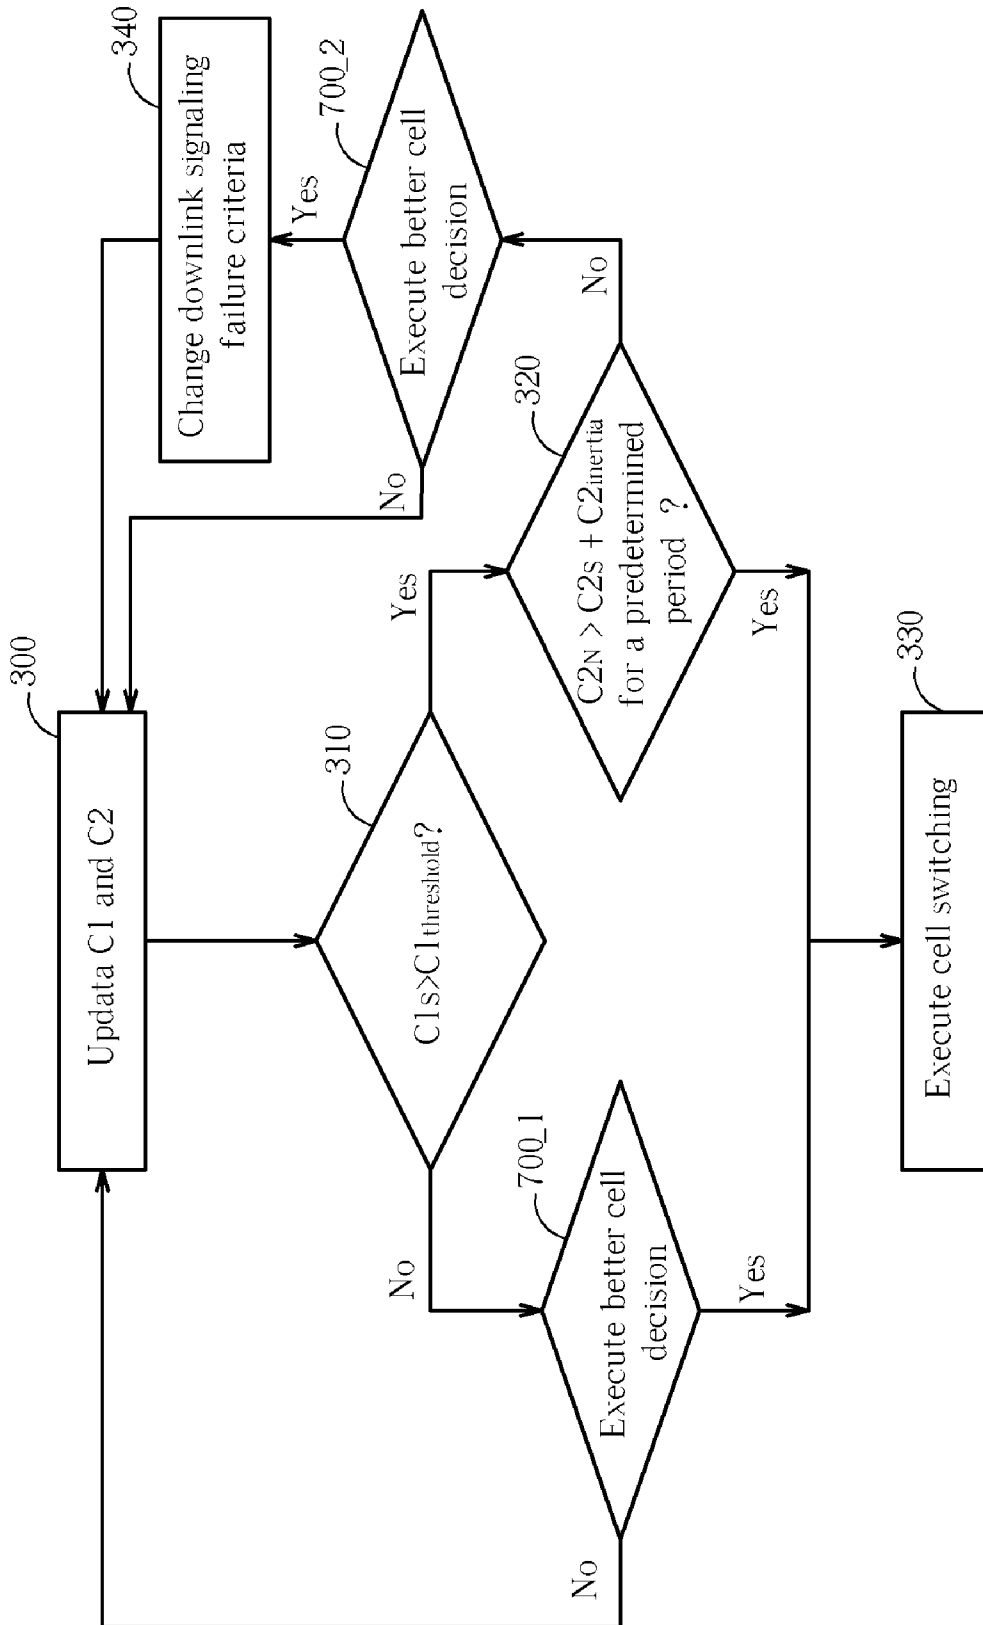 300
Updata C1 and C2
310
C1s>C1threshold?
No
Yes
700_1
Execute better cell
decision
No
Yes
320
C2N > C2s + C2inertia
for a predetermined
period ?
Yes
No
700_2
Execute better cell
decision
No
Yes
340
Change downlink signaling
failure criteria
330
Execute cell switching